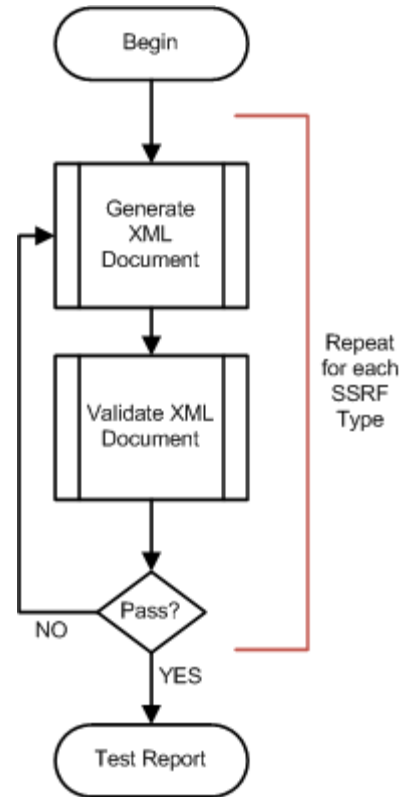 Begin
Generate
XML
Document
Repeat
for each
SSRF
Type
Validate XML
Document
Pass?
NO
YES
Test Report